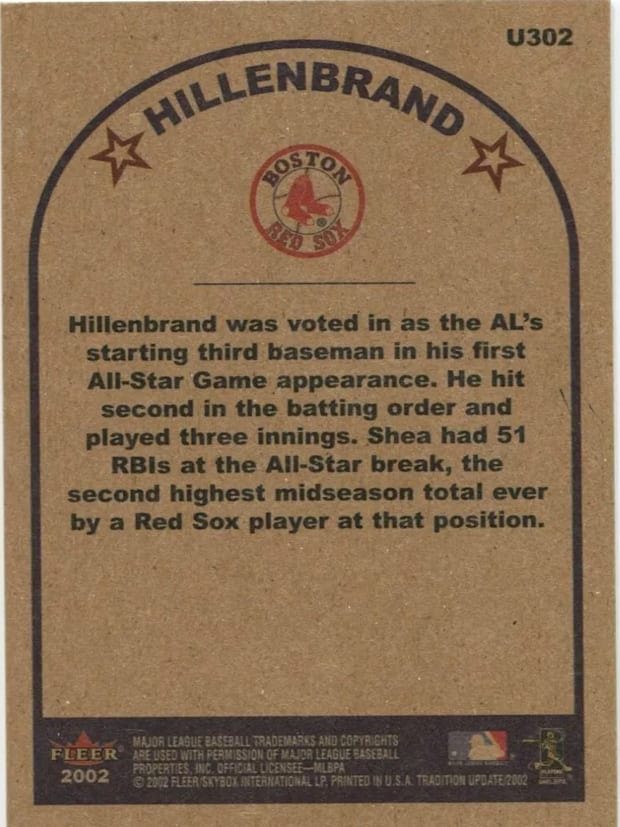 U302
HILLENBRAND
BOSTON
RED SOX
Hillenbrand was voted in as the AL's
starting third baseman in his first
All-Star Game appearance. He hit
second in the batting order and
played three innings. Shea had 51
RBIs at the All-Star break, the
second highest midseason total ever
by a Red Sox player at that position.
FLEER®
2002
MAJOR LEAGUE BASEBALL TRADEMARKS AND COPYRIGHTS
ARE USED WITH PERMISSION OF MAJOR LEAGUE BASEBALL
PROPERTIES, INC. OFFICIAL LICENSEE—MLBPA
© 2002 FLEER/SKYBOX INTERNATIONAL LP. PRINTED IN U.S.A. TRADITION UPDATE/2002